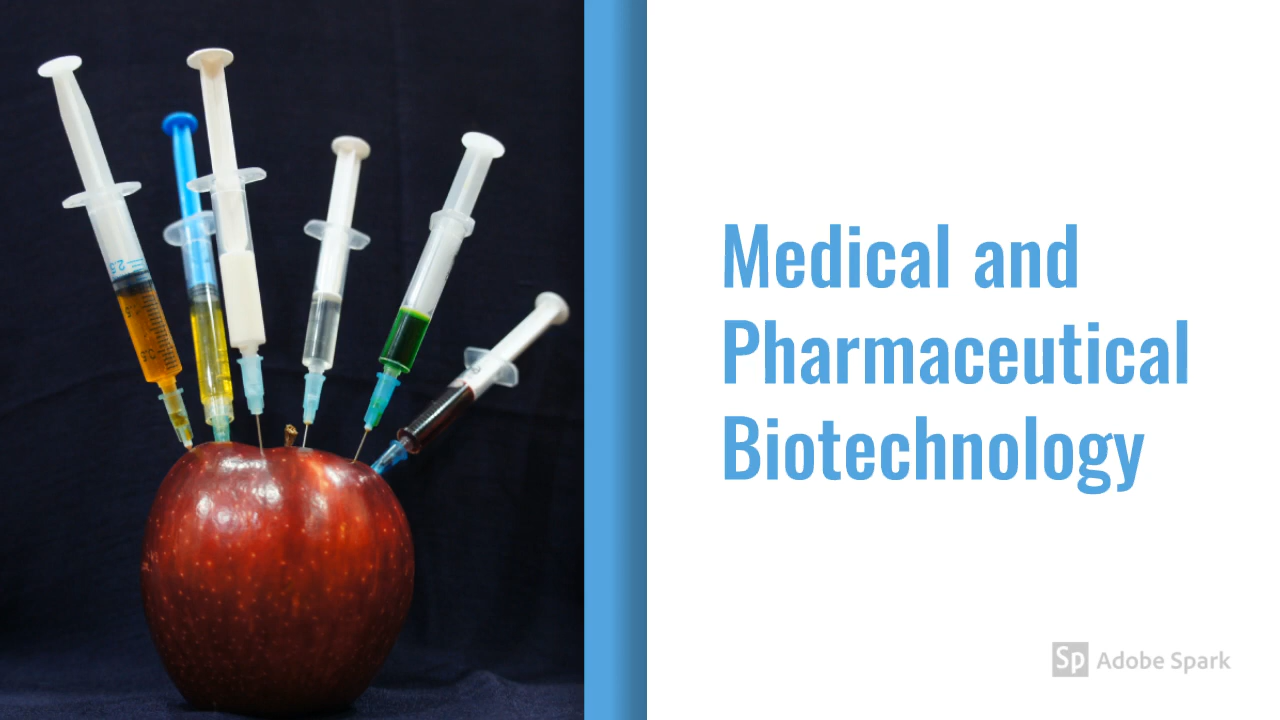 Medical and
Pharmaceutical
Biotechnology
Sp Adobe Spark